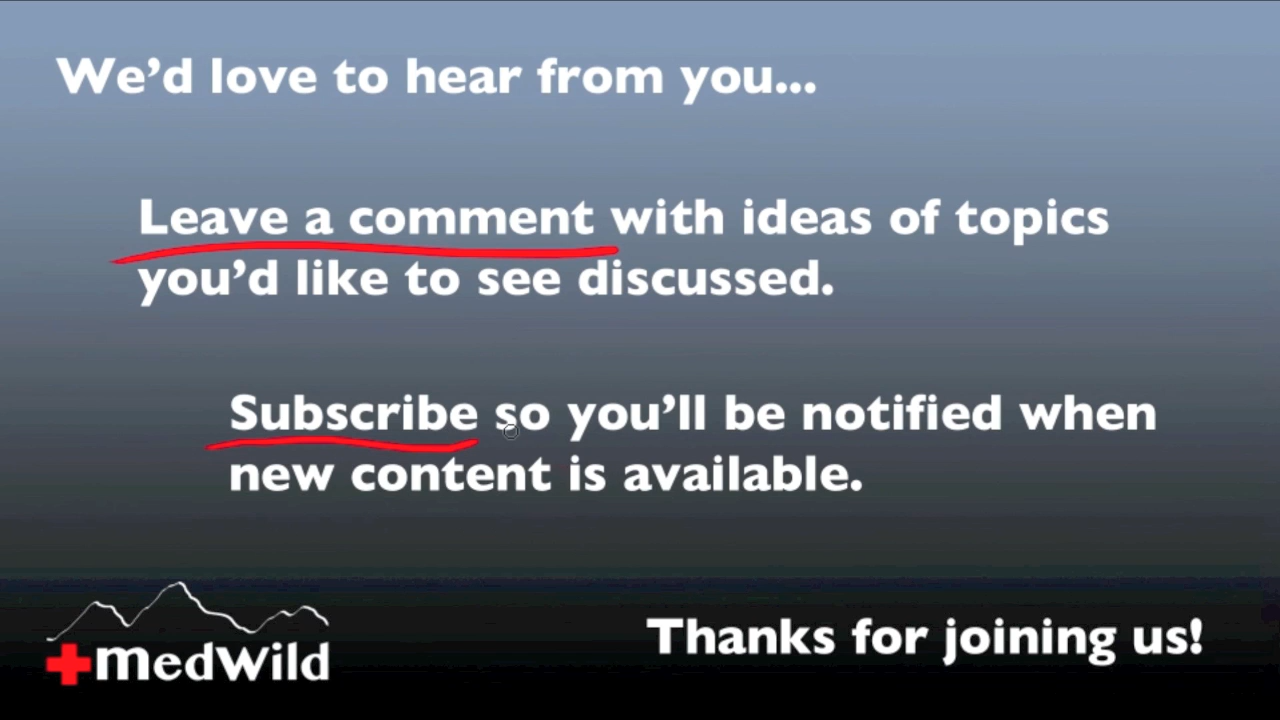 We’d love to hear from you...
Leave a comment with ideas of topics
you’d like to see discussed.
Subscribe so you’ll be notified when
new content is available.
medwild
Thanks for joining us!